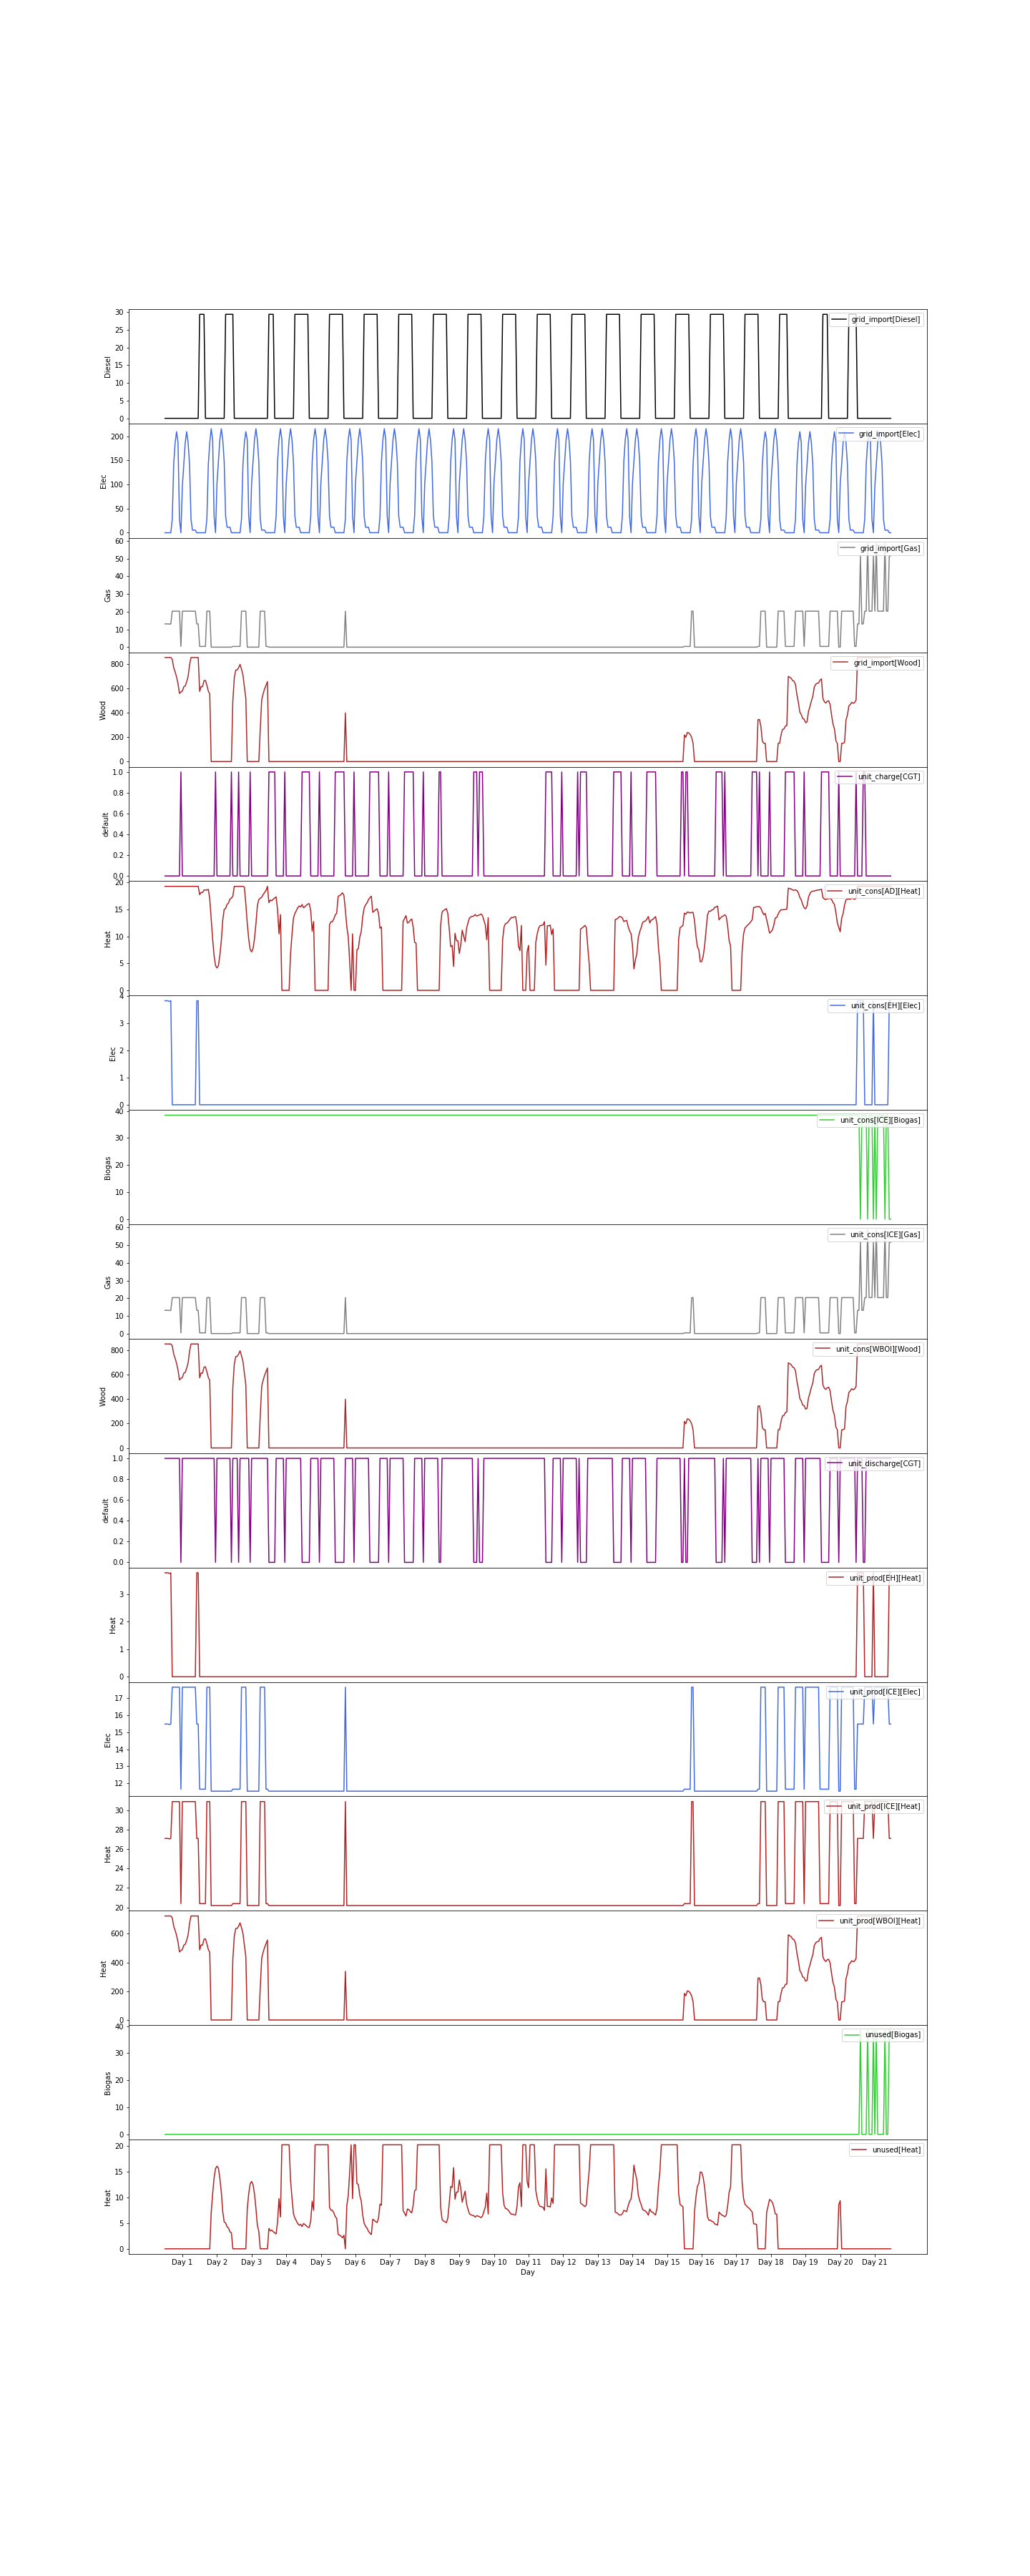 30
25
20
15
10
5
0
Diesel
grid_import[Diesel]
200
150
100
50
0
Elec
grid_import[Elec]
60
50
40
30
20
10
0
Gas
grid_import[Gas]
800
600
400
200
0
Wood
grid_import[Wood]
1.0
0.8
0.6
0.4
0.2
0.0
default
unit_charge[CGT]
20
15
10
5
0
Heat
unit_cons[AD][Heat]
4
3
2
1
0
Elec
unit_cons[EH][Elec]
40
30
20
10
0
Biogas
unit_cons[ICE][Biogas]
60
50
40
30
20
10
0
Gas
unit_cons[ICE][Gas]
800
600
400
200
0
Wood
unit_cons[WBOI][Wood]
1.0
0.8
0.6
0.4
0.2
0.0
default
unit_discharge[CGT]
3
2
1
0
Heat
unit_prod[EH][Heat]
17
16
15
14
13
12
Elec
unit_prod[ICE][Elec]
30
28
26
24
22
20
Heat
unit_prod[ICE][Heat]
600
400
200
0
Heat
unit_prod[WBOI][Heat]
40
30
20
10
0
Biogas
unused[Biogas]
20
15
10
5
0
Heat
unused[Heat]
Day 1 Day 2 Day 3 Day 4 Day 5 Day 6 Day 7 Day 8 Day 9 Day 10 Day 11 Day 12 Day 13 Day 14 Day 15 Day 16 Day 17 Day 18 Day 19 Day 20 Day 21
Day